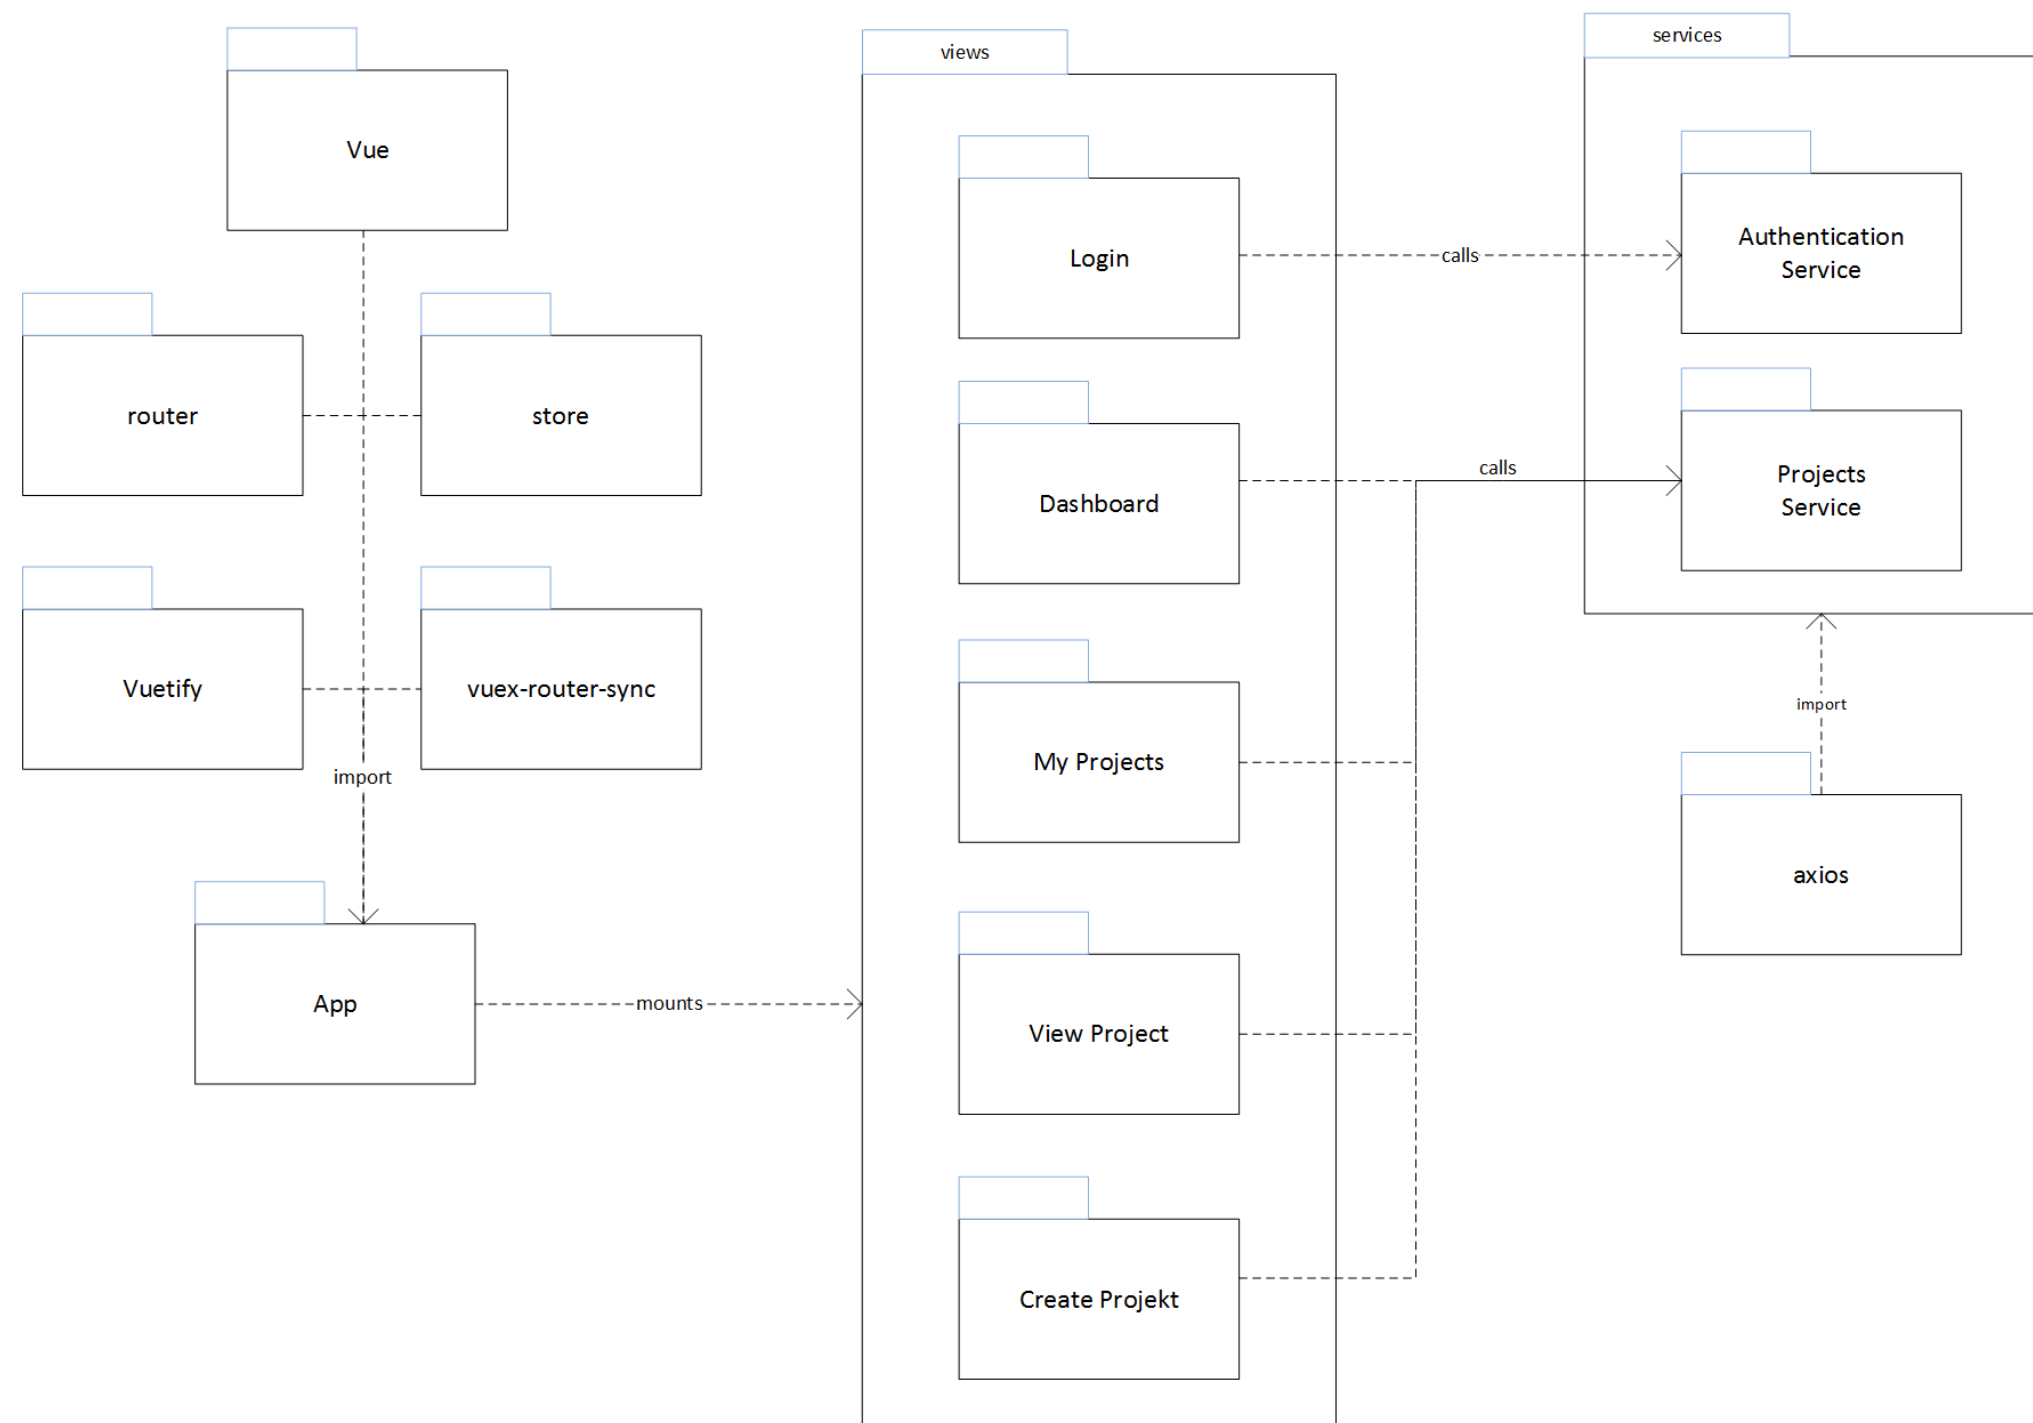 Vue
router
store
Vuetify
vuex-router-sync
import
App
mounts
views
Login
Dashboard
My Projects
View Project
Create Projekt
calls
calls
services
Authentication
Service
Projects
Service
import
axios